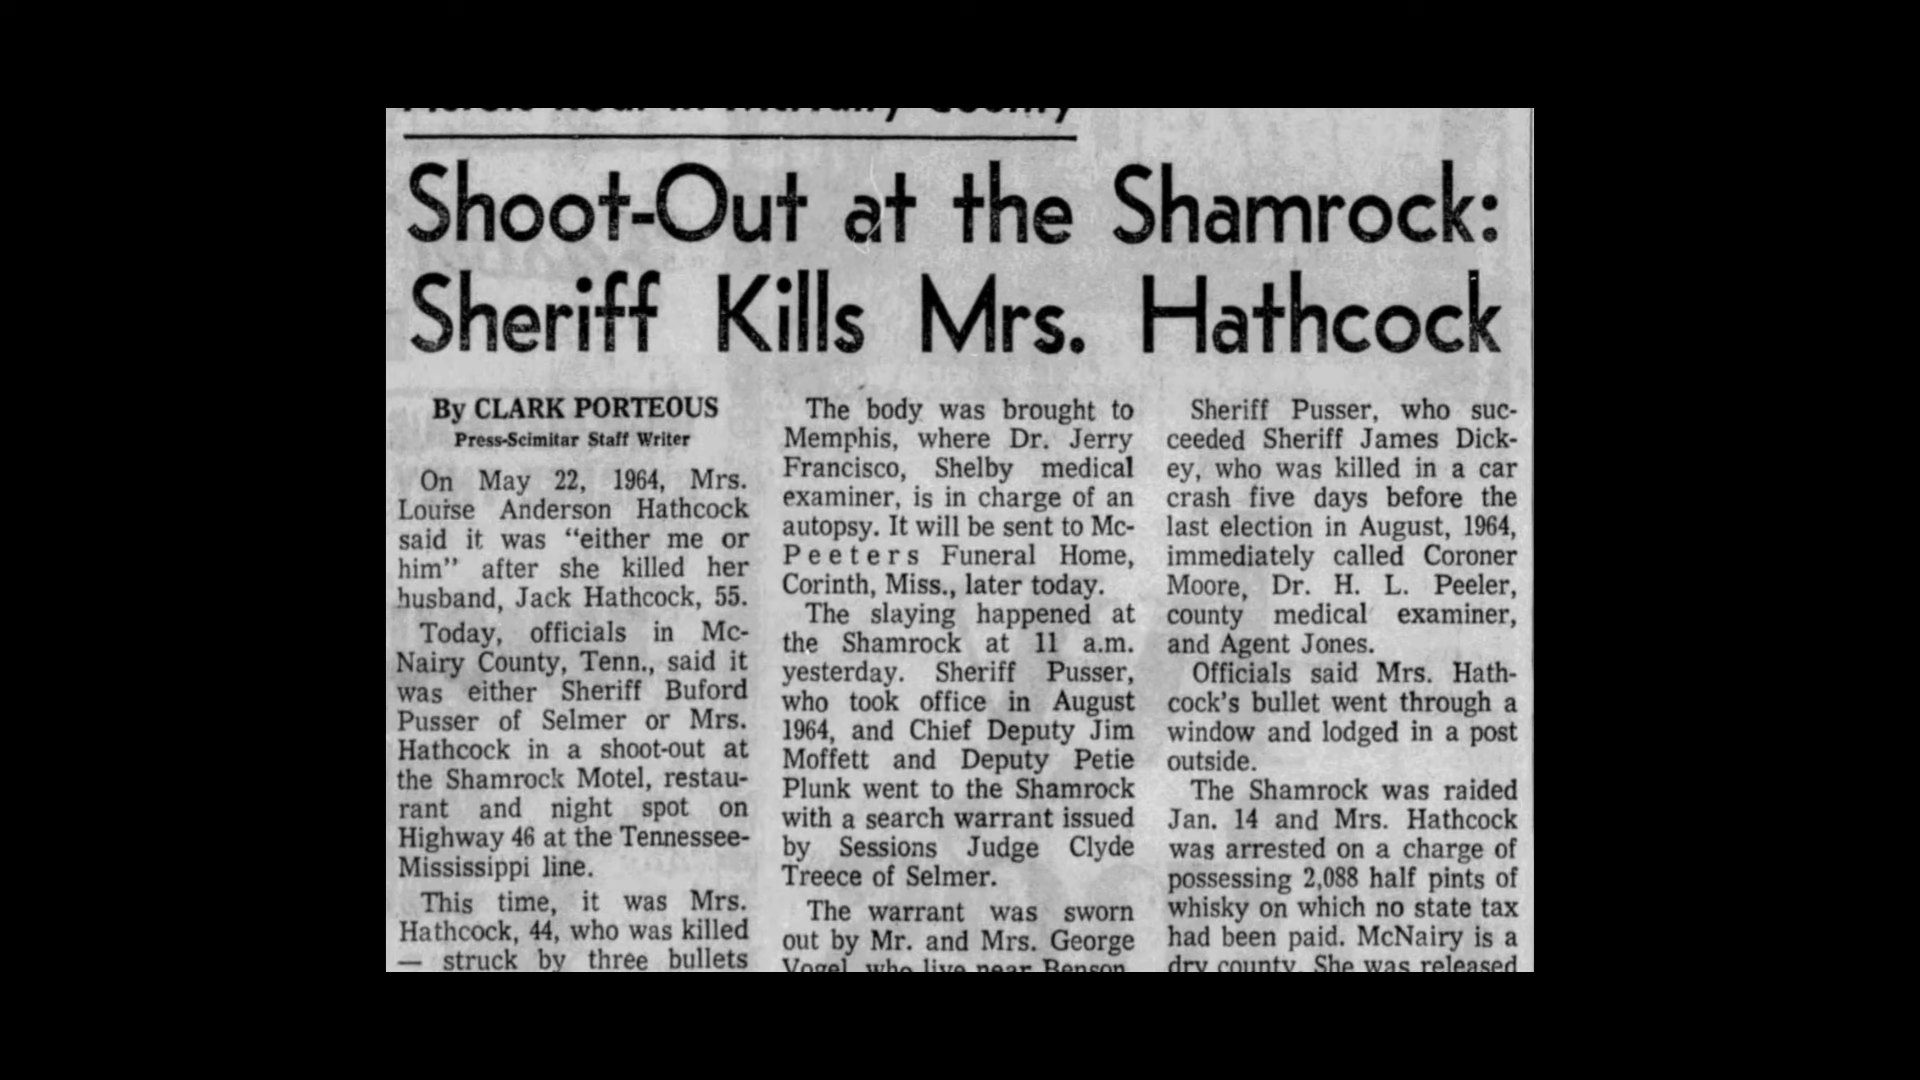 Shoot-Out at the Shamrock:
Sheriff Kills Mrs. Hathcock
By CLARK PORTEOUS
Press-Scimitar Staff Writer
On May 22, 1964, Mrs.
Louise Anderson Hathcock
said it was "either me or
him" after she killed her
husband, Jack Hathcock, 55.
Today, officials in Mc-
Nairy County, Tenn., said it
was either Sheriff Buford
Pusser of Selmer or Mrs.
Hathcock in a shoot-out at
the Shamrock Motel, restau-
rant and night spot on
Highway 46 at the Tennessee-
Mississippi line.
This time, it was Mrs.
Hathcock, 44, who was killed
— struck by three bullets
The body was brought to
Memphis, where Dr. Jerry
Francisco, Shelby medical
examiner, is in charge of an
autopsy. It will be sent to Mc-
Peeters Funeral Home,
Corinth, Miss., later today.
The slaying happened at
the Shamrock at 11 a.m.
yesterday. Sheriff Pusser,
who took office in August
1964, and Chief Deputy Jim
Moffett and Deputy Petie
Plunk went to the Shamrock
with a search warrant issued
by Sessions Judge Clyde
Treece of Selmer.
The warrant was sworn
out by Mr. and Mrs. George
Vogel, who live near Benson,
Sheriff Pusser, who suc-
ceeded Sheriff James Dick-
ey, who was killed in a car
crash five days before the
last election in August, 1964,
immediately called Coroner
Moore, Dr. H. L. Peeler,
county medical examiner,
and Agent Jones.
Officials said Mrs. Hath-
cock's bullet went through a
window and lodged in a post
outside.
The Shamrock was raided
Jan. 14 and Mrs. Hathcock
was arrested on a charge of
possessing 2,088 half pints of
whisky on which no state tax
had been paid. McNairy is a
dry county. She was released